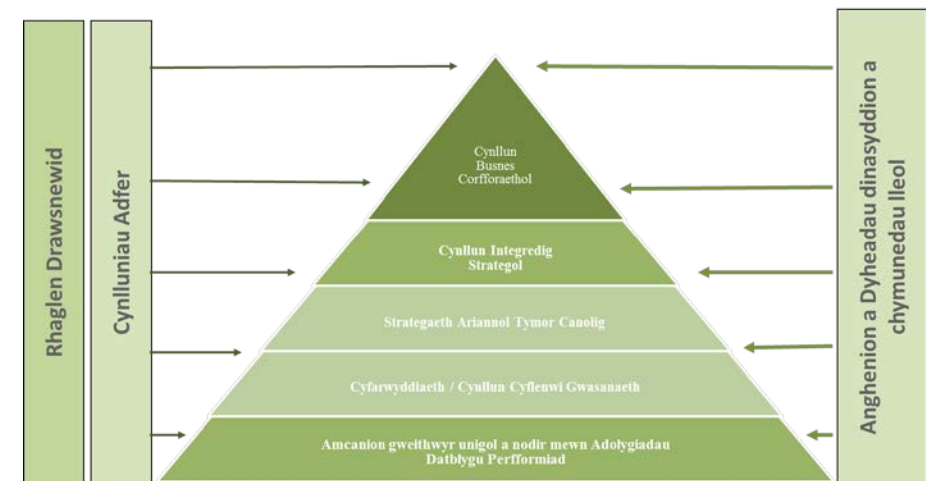 Rhaglen Drawsnewid
Cynlluniau Adfer
Cynllun
Busnes
Corfforaethol
Cynllun Integredig
Strategol
Strategaeth Ariannol Tymor Canolig
Cyfarwyddiaeth / Cynllun Cyflenwi Gwasanaeth
Amcanion gweithwyr unigol a nodir mewn Adolygiadau
Datblygu Perfformiad
Anghenion a Dyheadau dinasyddion a
chymunedau lleol